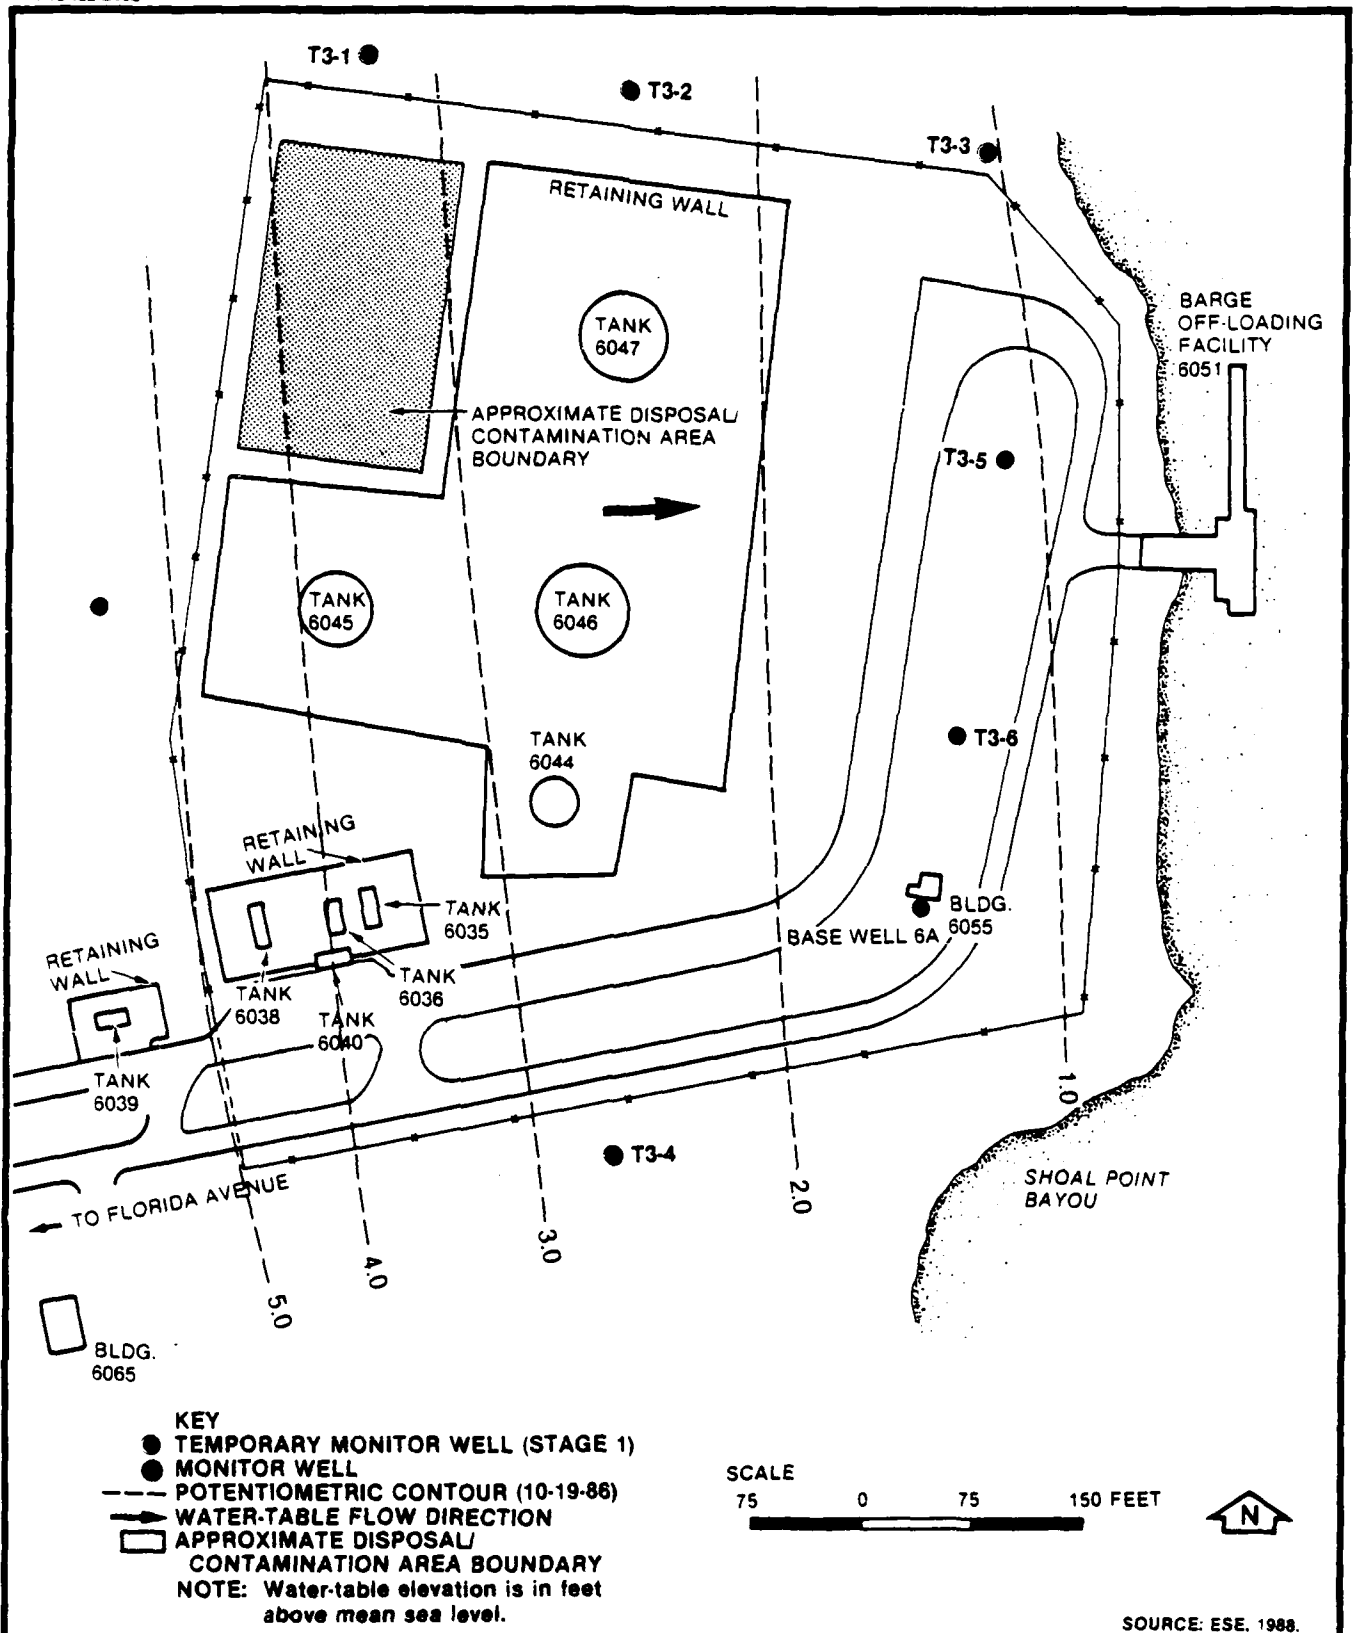 T3-1
T3-2
T3-3
RETAINING WALL
BARGE
OFF-LOADING
FACILITY
6051
TANK
6047
APPROXIMATE DISPOSAL/
CONTAMINATION AREA
BOUNDARY
T3-5
TANK
6045
TANK
6046
T3-6
TANK
6044
RETAINING
WALL
TANK
6035
BLDG.
6055
BASE WELL 6A
RETAINING
WALL
TANK
6036
TANK
6038
TANK
6040
TANK
6039
1.0
T3-4
SHOAL POINT
BAYOU
2.0
TO FLORIDA AVENUE
3.0
4.0
5.0
BLDG.
6065
KEY
TEMPORARY MONITOR WELL (STAGE 1)
MONITOR WELL
POTENTIOMETRIC CONTOUR (10-19-86)
WATER-TABLE FLOW DIRECTION
APPROXIMATE DISPOSAL/
CONTAMINATION AREA BOUNDARY
NOTE: Water-table elevation is in feet
above mean sea level.
SCALE
75 0 75 150 FEET
N
SOURCE: ESE, 1988.